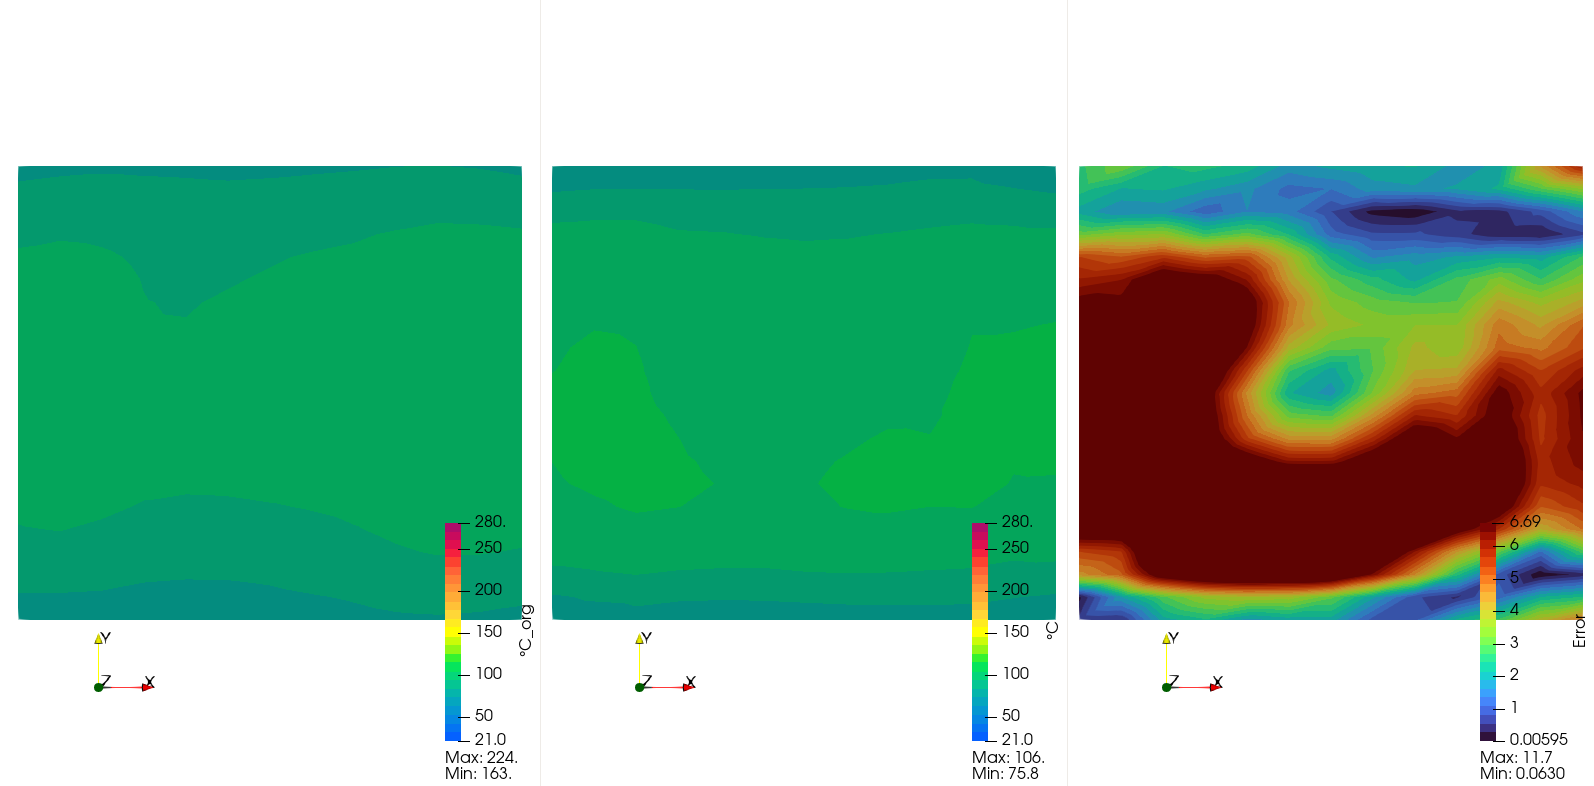 280.
250
200
150
100
50
21.0
°C_org
Max: 224.
Min: 163.
Y
Z
X
280.
250
200
150
100
50
21.0
°C
Max: 106.
Min: 75.8
Y
Z
X
6.69
6
5
4
3
2
1
0.00595
Error
Max: 11.7
Min: 0.0630
Y
Z
X